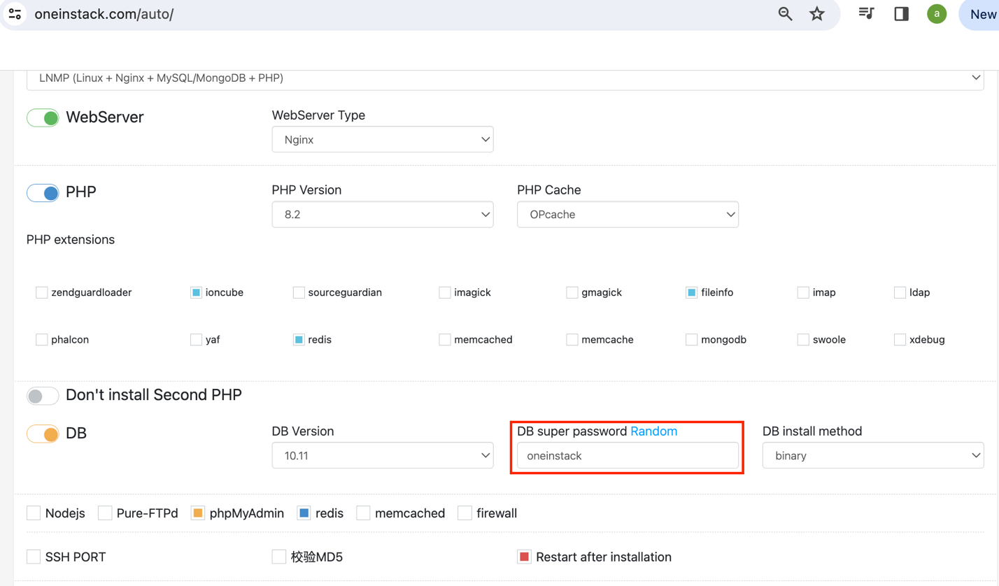 oneinstack.com/auto/
a
New
LNMP (Linux + Nginx + MySQL/MongoDB + PHP)
WebServer
WebServer Type
Nginx
PHP
PHP Version
PHP Cache
8.2
OPcache
PHP extensions
zendguardloader ioncube sourceguardian imagick gmagick fileinfo imap ldap
phalcon yaf redis memcached memcache mongodb swoole xdebug
Don't install Second PHP
DB
DB Version
DB super password Random
DB install method
10.11
oneinstack
binary
Nodejs Pure-FTPd phpMyAdmin redis memcached firewall
SSH PORT 校验MD5 Restart after installation